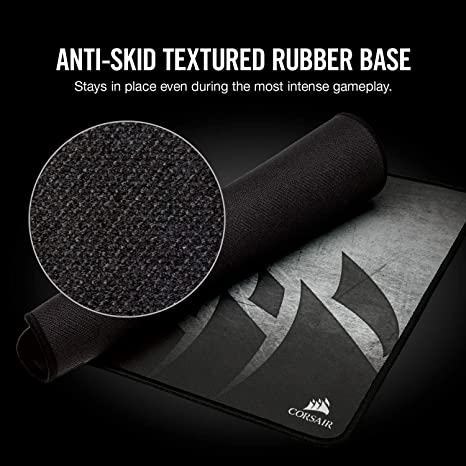 ANTI-SKID TEXTURED RUBBER BASE
Stays in place even during the most intense gameplay.
CORSAIR